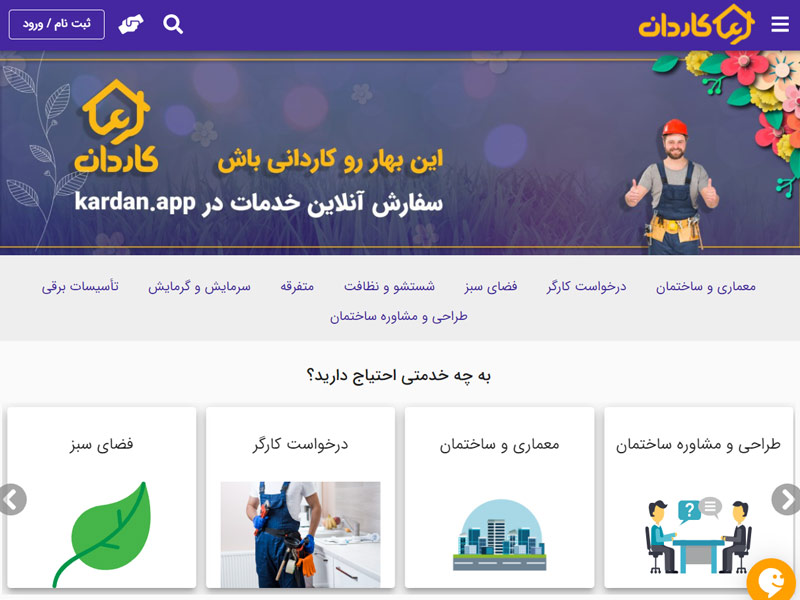 کاردان
ثبت نام / ورود
کاردان
این بهار رو کاردانی باش
سفارش آنلاین خدمات در kardan.app
معماری و ساختمان
درخواست کارگر
فضای سبز
شستشو و نظافت
متفرقه
سرمایش و گرمایش
تأسیسات برقی
طراحی و مشاوره ساختمان
به چه خدمتی احتیاج دارید؟
طراحی و مشاوره ساختمان
معماری و ساختمان
درخواست کارگر
فضای سبز
?